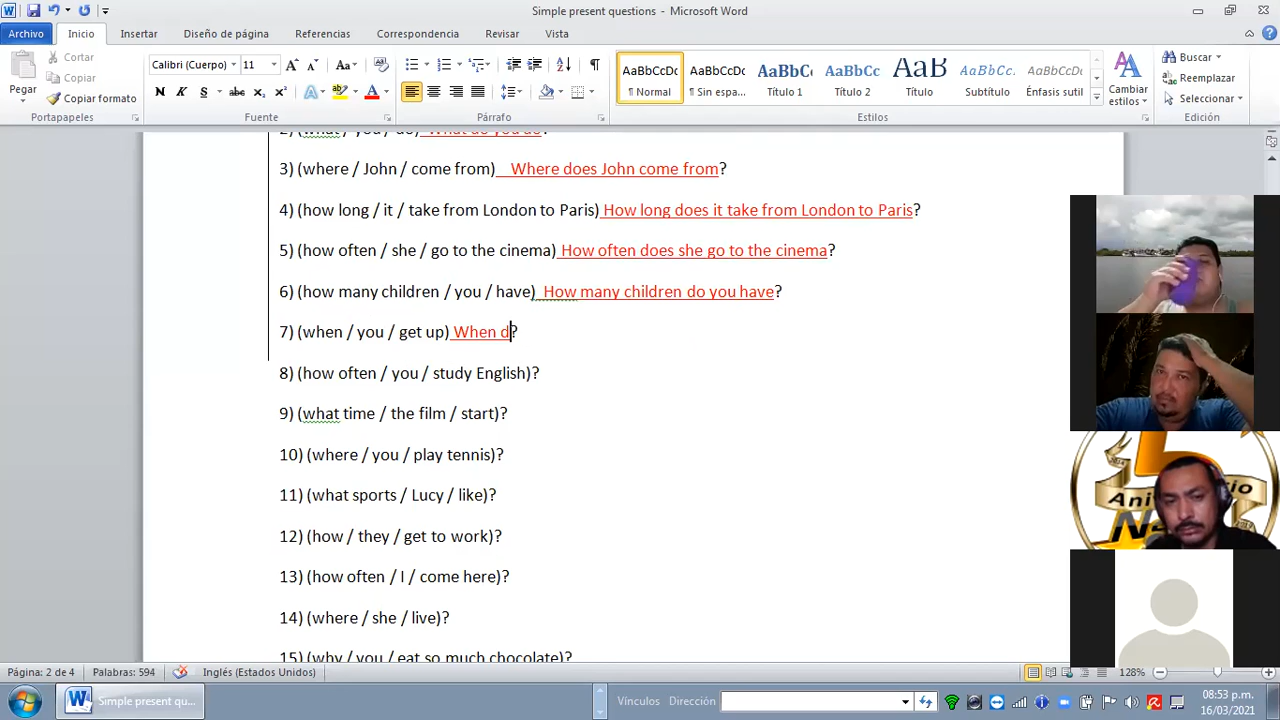 Simple present questions - Microsoft Word
Archivo Inicio Insertar Diseño de página Referencias Correspondencia Revisar Vista
Pegar
Cortar
Copiar
Copiar formato
Portapapeles
Calibri (Cuerpo) 11
Fuente
Párrafo
AaBbCcDc AaBbCcDc AaBbC AaBbCc AaB AaBbCc. AaBbCcDc
¶ Normal ¶ Sin espa... Título 1 Título 2 Título Subtítulo Énfasis sutil
Cambiar estilos
Estilos
Buscar
Reemplazar
Seleccionar
Edición
2) (what / you / do) What do you do?
3) (where / John / come from) Where does John come from?
4) (how long / it / take from London to Paris) How long does it take from London to Paris?
5) (how often / she / go to the cinema) How often does she go to the cinema?
6) (how many children / you / have) How many children do you have?
7) (when / you / get up) When d?
8) (how often / you / study English)?
9) (what time / the film / start)?
10) (where / you / play tennis)?
11) (what sports / Lucy / like)?
12) (how / they / get to work)?
13) (how often / I / come here)?
14) (where / she / live)?
15) (why / you / eat so much chocolate)?
Página: 2 de 4 Palabras: 594 Inglés (Estados Unidos) 128%
Simple present qu... Vínculos Dirección
08:53 p.m.
16/03/2021